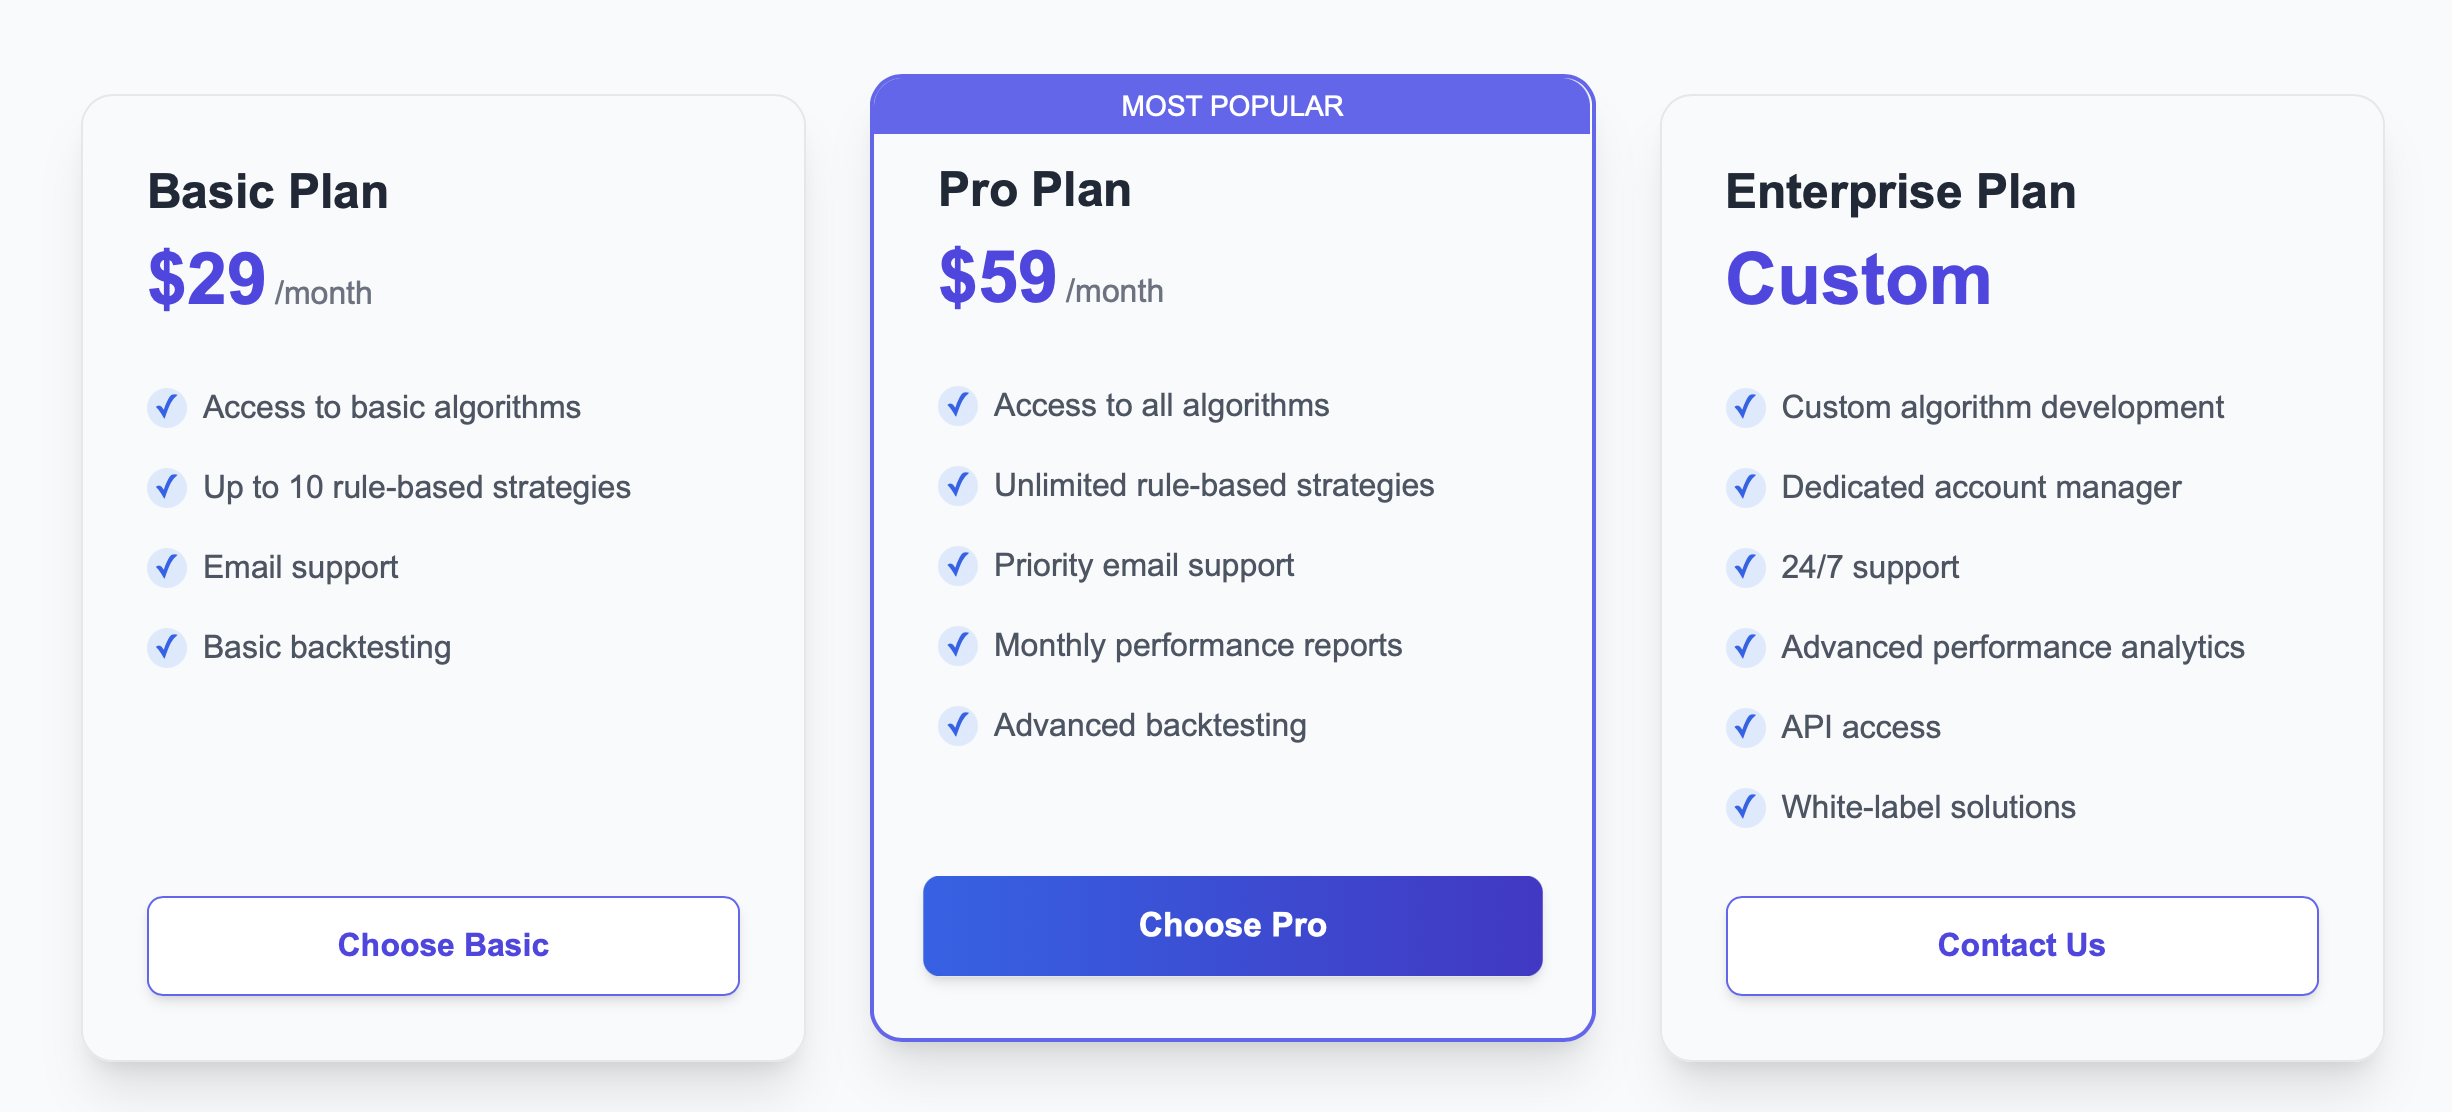 Basic Plan
$29 /month
✓ Access to basic algorithms
✓ Up to 10 rule-based strategies
✓ Email support
✓ Basic backtesting
Choose Basic
MOST POPULAR
Pro Plan
$59 /month
✓ Access to all algorithms
✓ Unlimited rule-based strategies
✓ Priority email support
✓ Monthly performance reports
✓ Advanced backtesting
Choose Pro
Enterprise Plan
Custom
✓ Custom algorithm development
✓ Dedicated account manager
✓ 24/7 support
✓ Advanced performance analytics
✓ API access
✓ White-label solutions
Contact Us